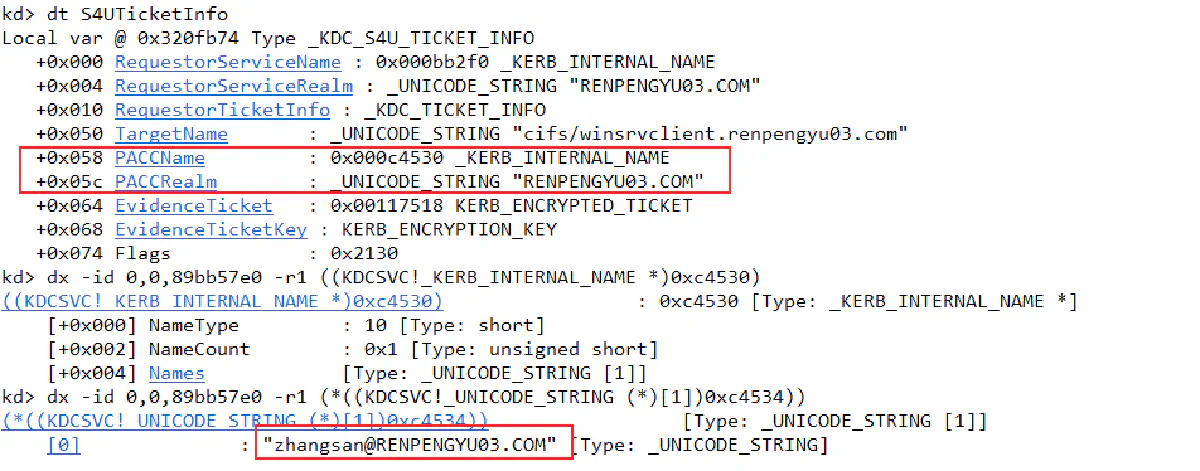 kd> dt S4UTicketInfo
Local var @ 0x320fb74 Type _KDC_S4U_TICKET_INFO
+0x000 RequestorServiceName : 0x000bb2f0 _KERB_INTERNAL_NAME
+0x004 RequestorServiceRealm : _UNICODE_STRING "RENPENGYU03.COM"
+0x010 RequestorTicketInfo : _KDC_TICKET_INFO
+0x050 TargetName : _UNICODE_STRING "cifs/winsrvclient.renpengyu03.com"
+0x058 PACCName : 0x000c4530 _KERB_INTERNAL_NAME
+0x05c PACCRealm : _UNICODE_STRING "RENPENGYU03.COM"
+0x064 EvidenceTicket : 0x00117518 KERB_ENCRYPTED_TICKET
+0x068 EvidenceTicketKey : KERB_ENCRYPTION_KEY
+0x074 Flags : 0x2130
kd> dx -id 0,0,89bb57e0 -r1 ((KDCSVC!_KERB_INTERNAL_NAME *)0xc4530)
((KDCSVC!_KERB_INTERNAL_NAME *)0xc4530) : 0xc4530 [Type: _KERB_INTERNAL_NAME *]
[+0x000] NameType : 10 [Type: short]
[+0x002] NameCount : 0x1 [Type: unsigned short]
[+0x004] Names [Type: _UNICODE_STRING [1]]
kd> dx -id 0,0,89bb57e0 -r1 (*((KDCSVC!_UNICODE_STRING (*)[1])0xc4534))
(*((KDCSVC!_UNICODE_STRING (*)[1])0xc4534)) [Type: _UNICODE_STRING [1]]
[0] : "zhangsan@RENPENGYU03.COM" [Type: _UNICODE_STRING]